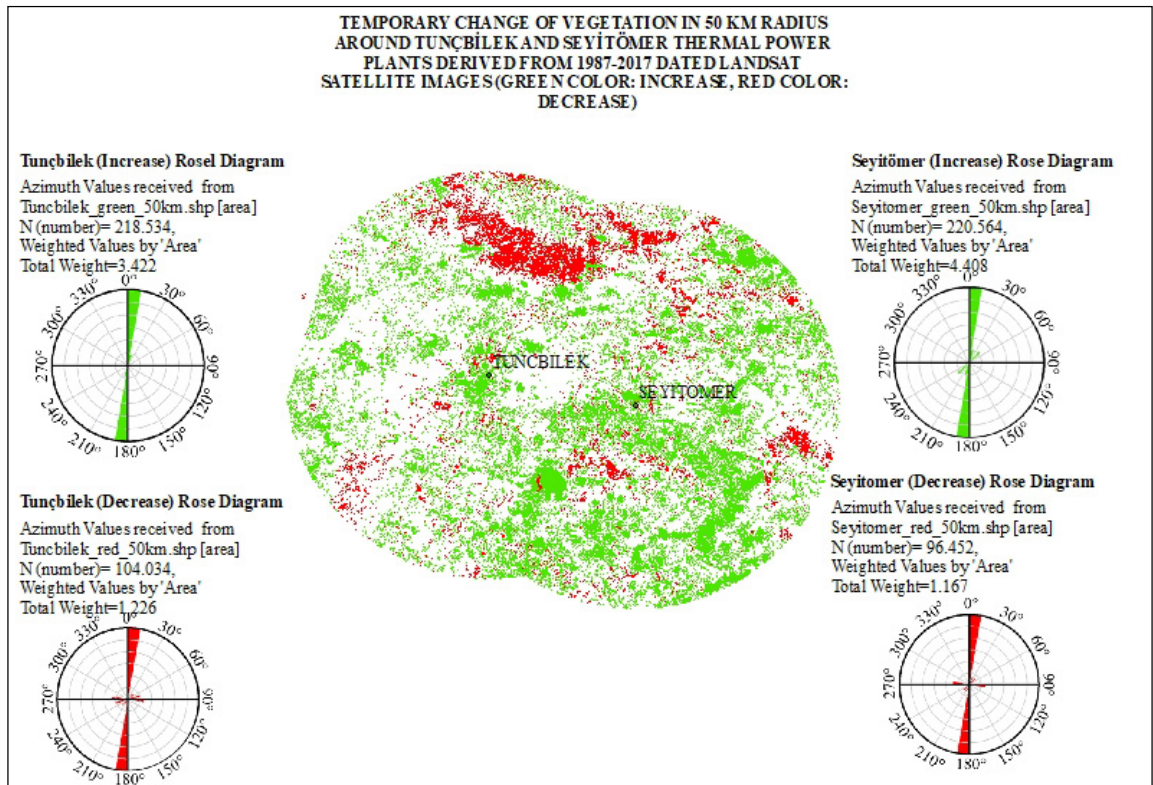 TEMPORARY CHANGE OF VEGETATION IN 50 KM RADIUS
AROUND TUNÇBİLEK AND SEYİTÖMER THERMAL POWER
PLANTS DERIVED FROM 1987-2017 DATED LANDSAT
SATELLITE IMAGES (GREEN COLOR: INCREASE, RED COLOR:
DECREASE)
Tunçbilek (Increase) Rosel Diagram
Azimuth Values received from
Tuncbilek_green_50km.shp [area]
N (number)= 218.534,
Weighted Values by 'Area'
Total Weight=3.422
0°
30°
60°
90°
120°
150°
180°
210°
240°
270°
300°
330°
Seyitömer (Increase) Rose Diagram
Azimuth Values received from
Seyitomer_green_50km.shp [area]
N (number)= 220.564,
Weighted Values by 'Area'
Total Weight=4.408
0°
30°
60°
90°
120°
150°
180°
210°
240°
270°
300°
330°
TUNCBILEK
SEYITOMER
Tunçbilek (Decrease) Rose Diagram
Azimuth Values received from
Tuncbilek_red_50km.shp [area]
N (number)= 104.034,
Weighted Values by 'Area'
Total Weight=1.226
0°
30°
60°
90°
120°
150°
180°
210°
240°
270°
300°
330°
Seyitomer (Decrease) Rose Diagram
Azimuth Values received from
Seyitomer_red_50km.shp [area]
N (number)= 96.452,
Weighted Values by 'Area'
Total Weight=1.167
0°
30°
60°
90°
120°
150°
180°
210°
240°
270°
300°
330°